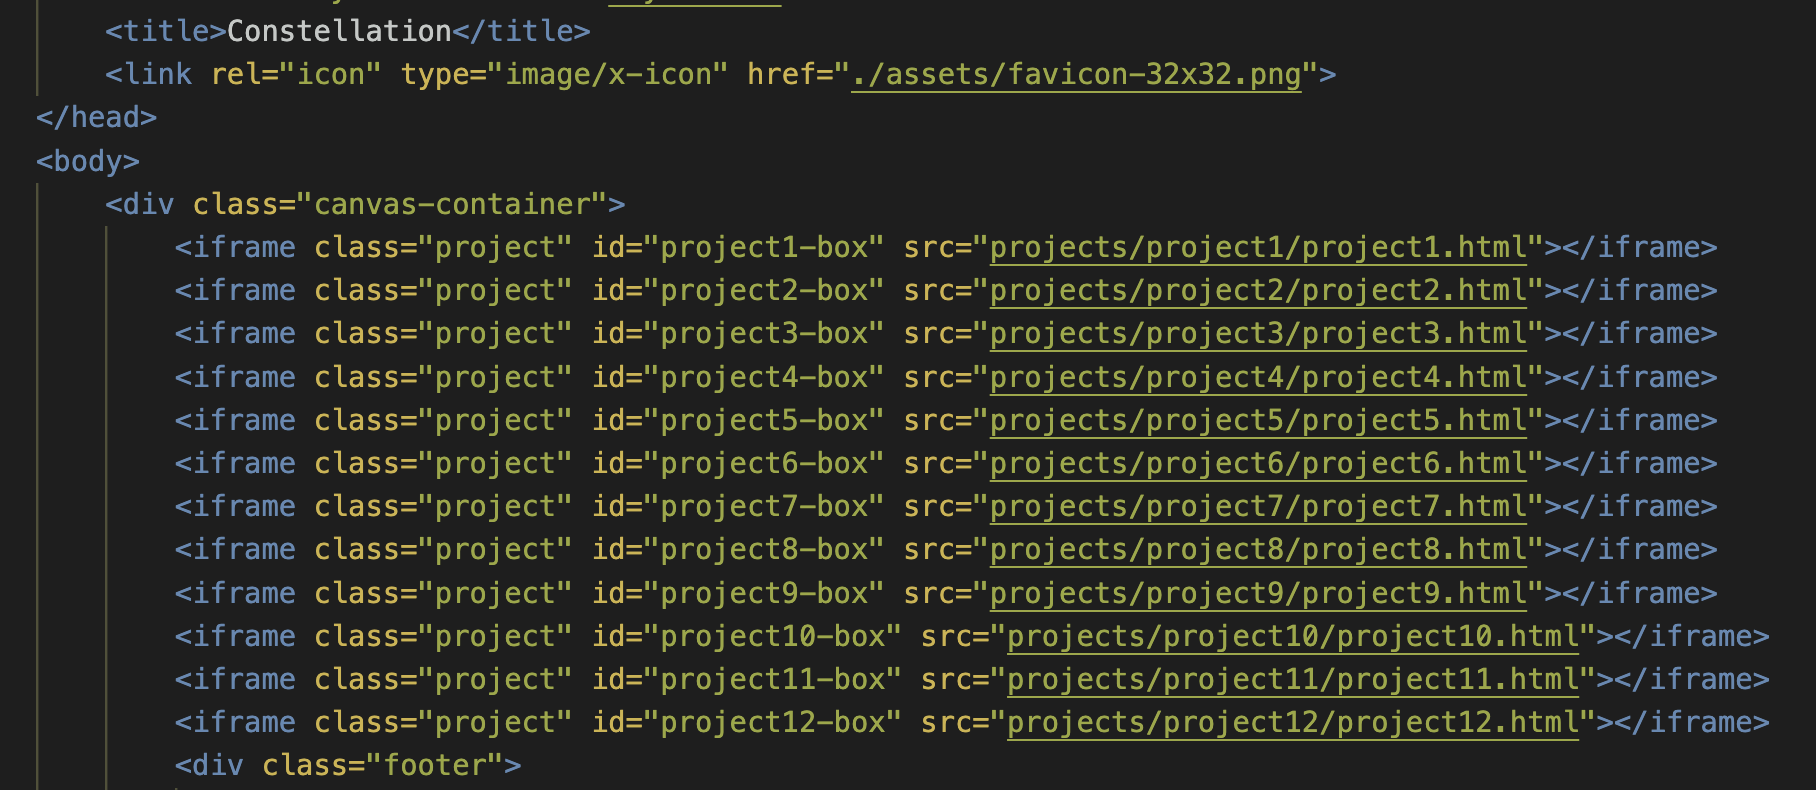 <title>Constellation</title>
<link rel="icon" type="image/x-icon" href="./assets/favicon-32x32.png">
</head>
<body>
<div class="canvas-container">
<iframe class="project" id="project1-box" src="projects/project1/project1.html"></iframe>
<iframe class="project" id="project2-box" src="projects/project2/project2.html"></iframe>
<iframe class="project" id="project3-box" src="projects/project3/project3.html"></iframe>
<iframe class="project" id="project4-box" src="projects/project4/project4.html"></iframe>
<iframe class="project" id="project5-box" src="projects/project5/project5.html"></iframe>
<iframe class="project" id="project6-box" src="projects/project6/project6.html"></iframe>
<iframe class="project" id="project7-box" src="projects/project7/project7.html"></iframe>
<iframe class="project" id="project8-box" src="projects/project8/project8.html"></iframe>
<iframe class="project" id="project9-box" src="projects/project9/project9.html"></iframe>
<iframe class="project" id="project10-box" src="projects/project10/project10.html"></iframe>
<iframe class="project" id="project11-box" src="projects/project11/project11.html"></iframe>
<iframe class="project" id="project12-box" src="projects/project12/project12.html"></iframe>
<div class="footer">